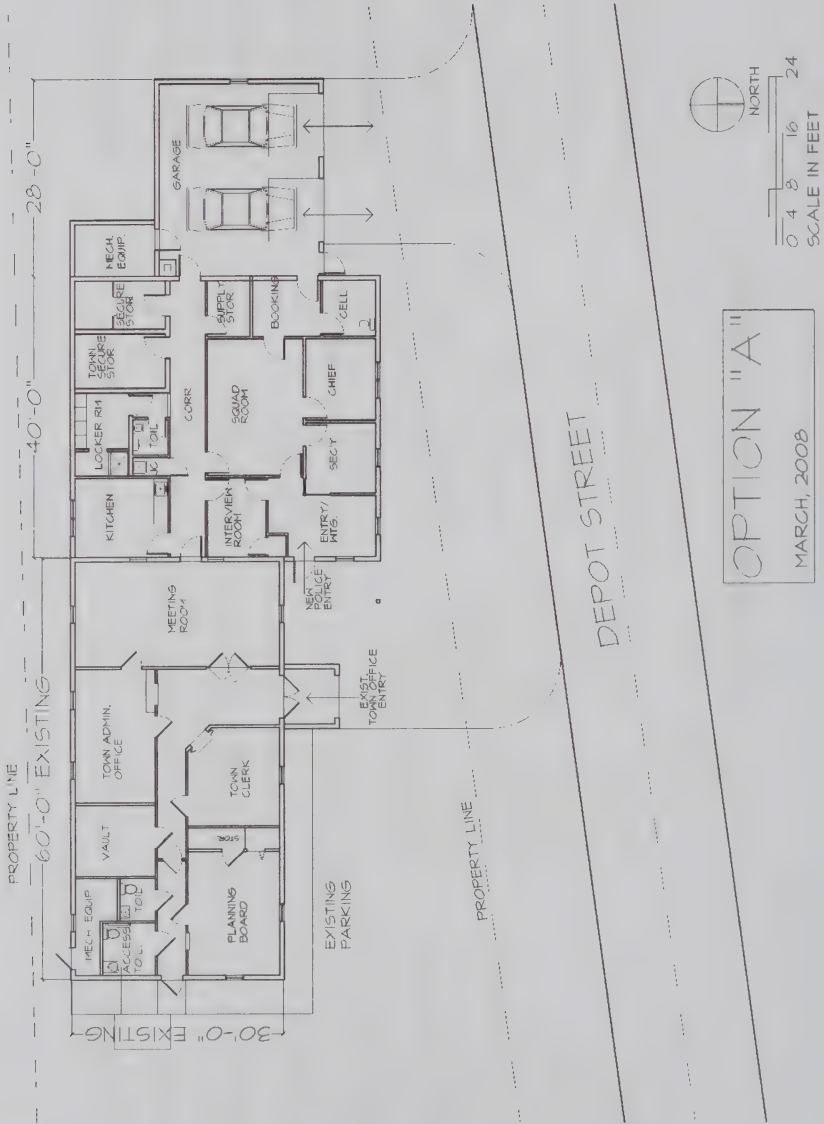 PROPERTY LINE
60'-0" EXISTING
40'-0"
28'-0"
30'-0" EXISTING
MECH EQUIP
ACCESS
TOIL.
TOIL
VAULT
TOWN ADMIN.
OFFICE
MEETING
ROOM
PLANNING
BOARD
STOR
TOWN
CLERK
EXIST.
TOWN OFFICE
ENTRY
NEW
POLICE
ENTRY
KITCHEN
LOCKER RM
JC
TOIL
TOWN
SECURE
STOR
SECURE
STOR
MECH.
EQUIP.
CORR
INTERVIEW
ROOM
SQUAD
ROOM
SUPPLY
STOR
BOOKING
GARAGE
ENTRY/
WTG.
SEC'Y
CHIEF
CELL
EXISTING
PARKING
PROPERTY LINE
DEPOT STREET
NORTH
0 4 8 16 24
SCALE IN FEET
OPTION "A"
MARCH, 2008